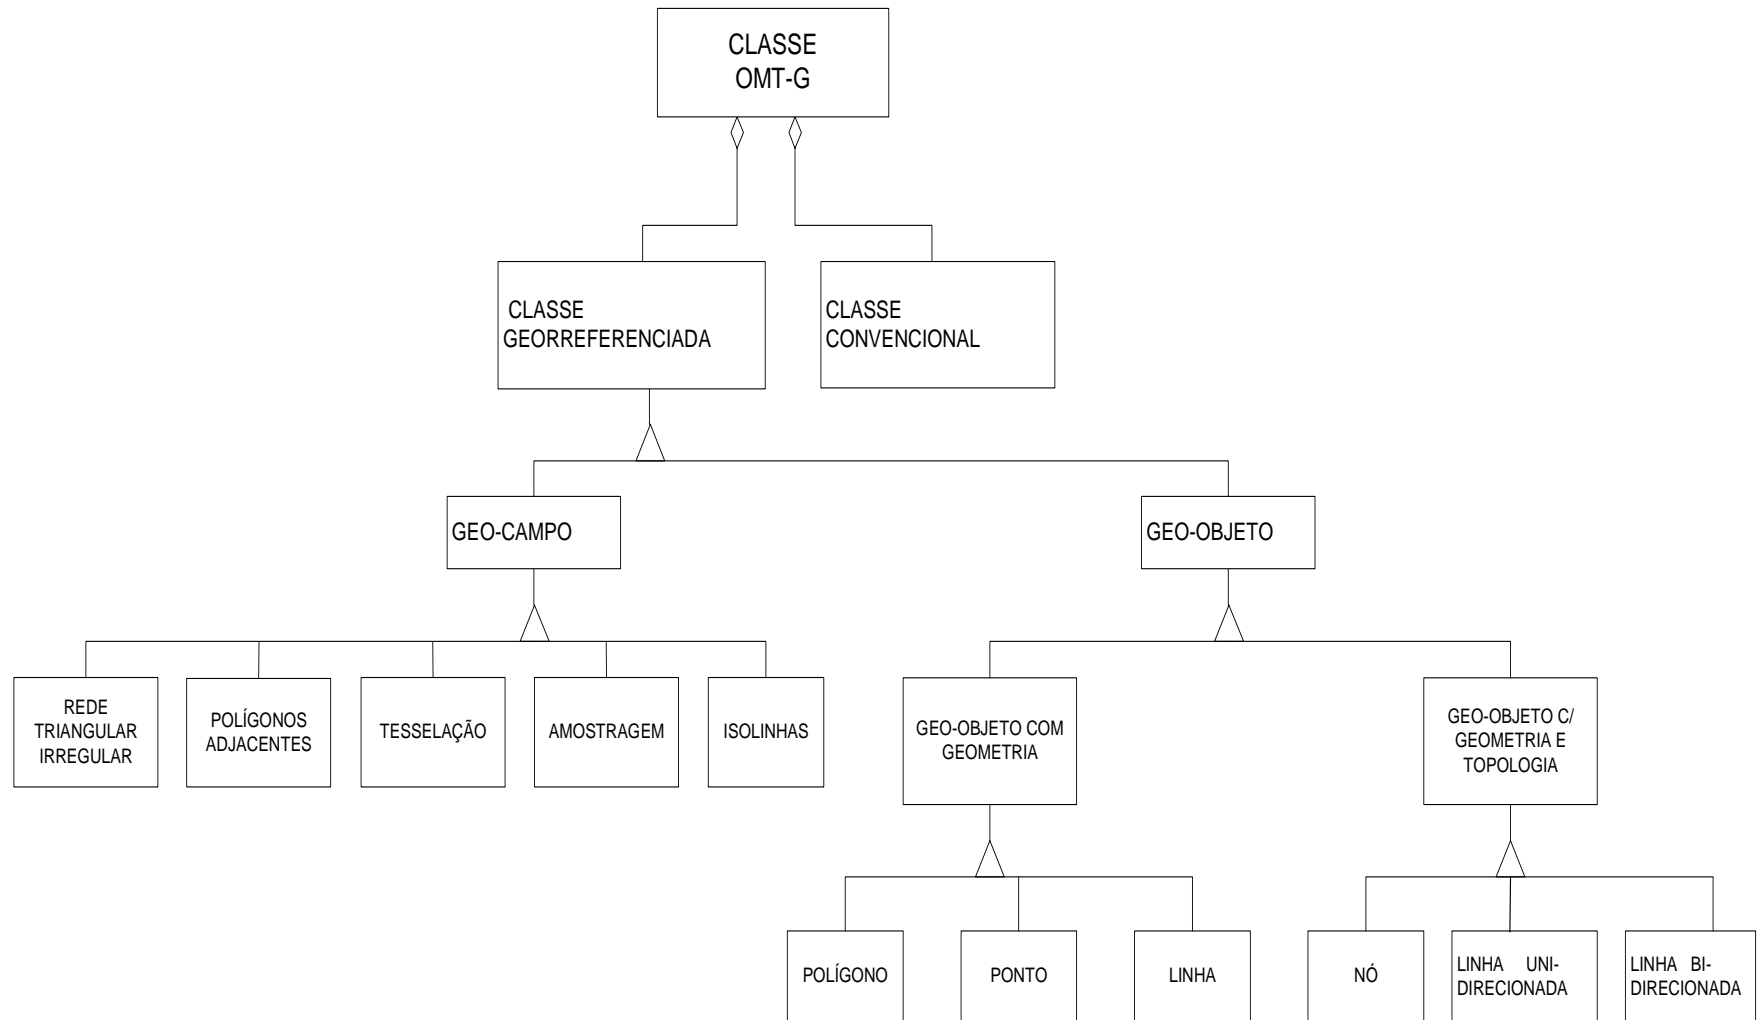 CLASSE
OMT-G
CLASSE
GEORREFERENCIADA
CLASSE
CONVENCIONAL
GEO-CAMPO
GEO-OBJETO
REDE
TRIANGULAR
IRREGULAR
POLÍGONOS
ADJACENTES
TESSELAÇÃO
AMOSTRAGEM
ISOLINHAS
GEO-OBJETO COM
GEOMETRIA
GEO-OBJETO C/
GEOMETRIA E
TOPOLOGIA
POLÍGONO
PONTO
LINHA
NÓ
LINHA UNI-
DIRECIONADA
LINHA BI-
DIRECIONADA